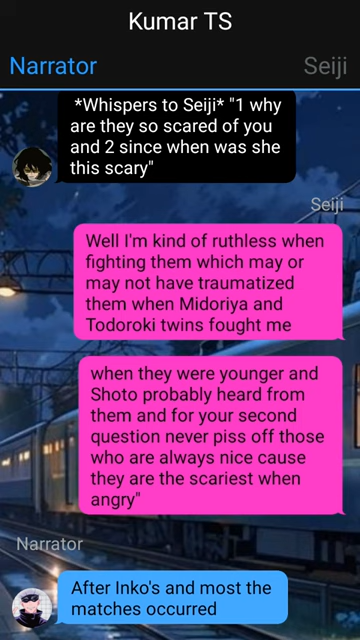 Kumar TS
Narrator
Seiji
*Whispers to Seiji* "1 why
are they so scared of you
and 2 since when was she
this scary"
Seiji
Well I'm kind of ruthless when
fighting them which may or
may not have traumatized
them when Midoriya and
Todoroki twins fought me
when they were younger and
Shoto probably heard from
them and for your second
question never piss off those
who are always nice cause
they are the scariest when
angry"
Narrator
After Inko's and most the
matches occurred